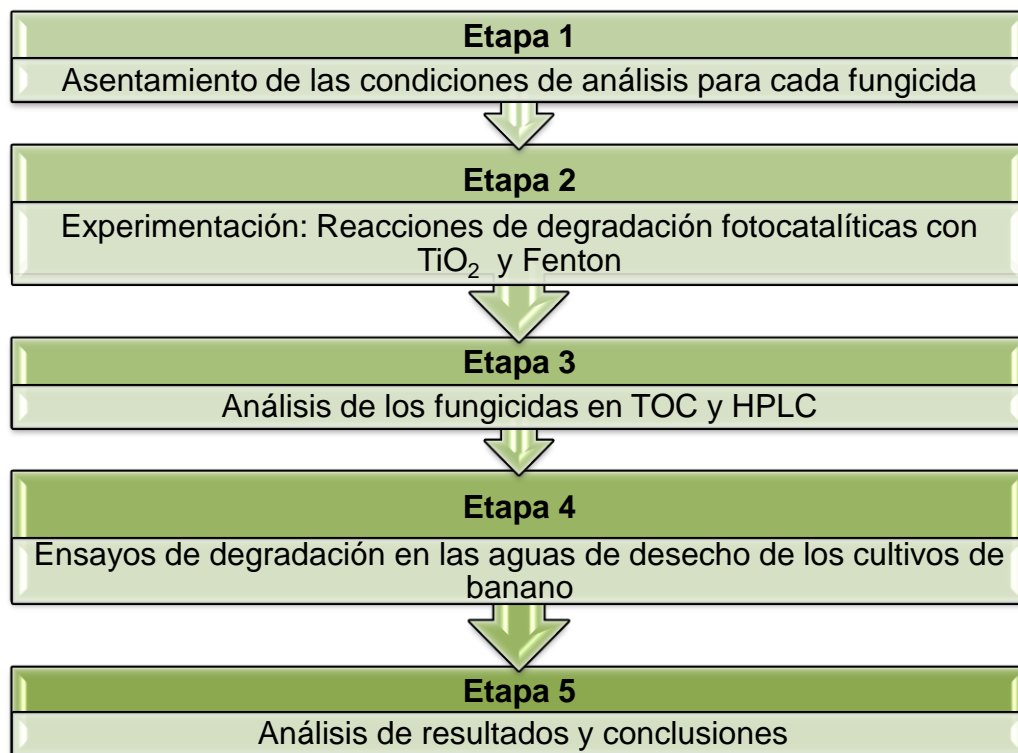 Etapa 1
Asentamiento de las condiciones de análisis para cada fungicida
Etapa 2
Experimentación: Reacciones de degradación fotocatalíticas con
TiO₂ y Fenton
Etapa 3
Análisis de los fungicidas en TOC y HPLC
Etapa 4
Ensayos de degradación en las aguas de desecho de los cultivos de
banano
Etapa 5
Análisis de resultados y conclusiones